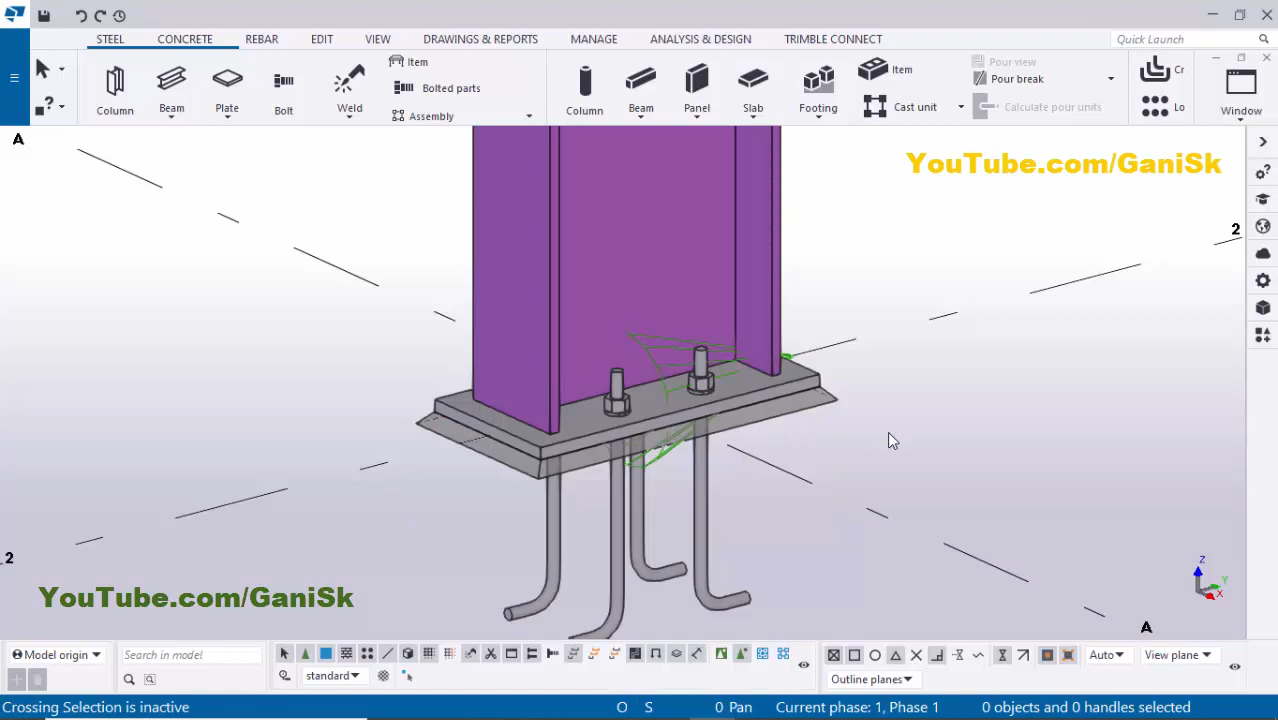 STEEL CONCRETE REBAR EDIT VIEW DRAWINGS & REPORTS MANAGE ANALYSIS & DESIGN TRIMBLE CONNECT Quick Launch
Item Item Pour view Cr
Bolted parts Pour break
Column Beam Plate Bolt Weld Assembly Column Beam Panel Slab Footing Cast unit Calculate pour units Lo Window
A
YouTube.com/GaniSk
2
2
YouTube.com/GaniSk
A
Z
Y
X
Model origin Search in model Auto View plane
standard Outline planes
Crossing Selection is inactive O S 0 Pan Current phase: 1, Phase 1 0 objects and 0 handles selected